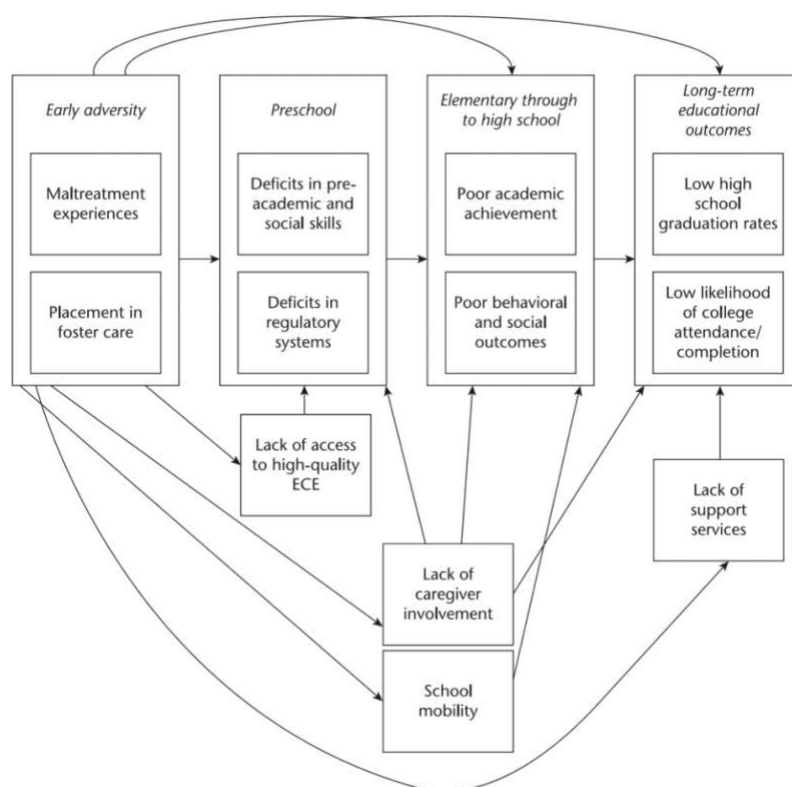 Early adversity
Maltreatment
experiences
Placement in
foster care
Preschool
Deficits in pre-
academic and
social skills
Deficits in
regulatory
systems
Elementary through
to high school
Poor academic
achievement
Poor behavioral
and social
outcomes
Long-term
educational
outcomes
Low high
school
graduation rates
Low likelihood
of college
attendance/
completion
Lack of access
to high-quality
ECE
Lack of
caregiver
involvement
School
mobility
Lack of
support
services